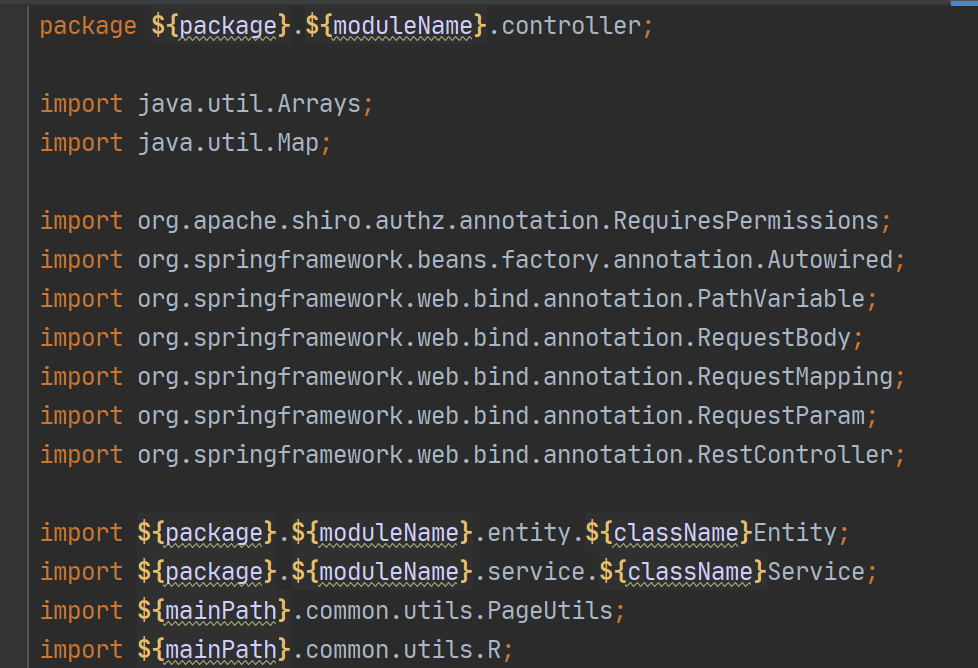 package ${package}.${moduleName}.controller;
import java.util.Arrays;
import java.util.Map;
import org.apache.shiro.authz.annotation.RequiresPermissions;
import org.springframework.beans.factory.annotation.Autowired;
import org.springframework.web.bind.annotation.PathVariable;
import org.springframework.web.bind.annotation.RequestBody;
import org.springframework.web.bind.annotation.RequestMapping;
import org.springframework.web.bind.annotation.RequestParam;
import org.springframework.web.bind.annotation.RestController;
import ${package}.${moduleName}.entity.${className}Entity;
import ${package}.${moduleName}.service.${className}Service;
import ${mainPath}.common.utils.PageUtils;
import ${mainPath}.common.utils.R;